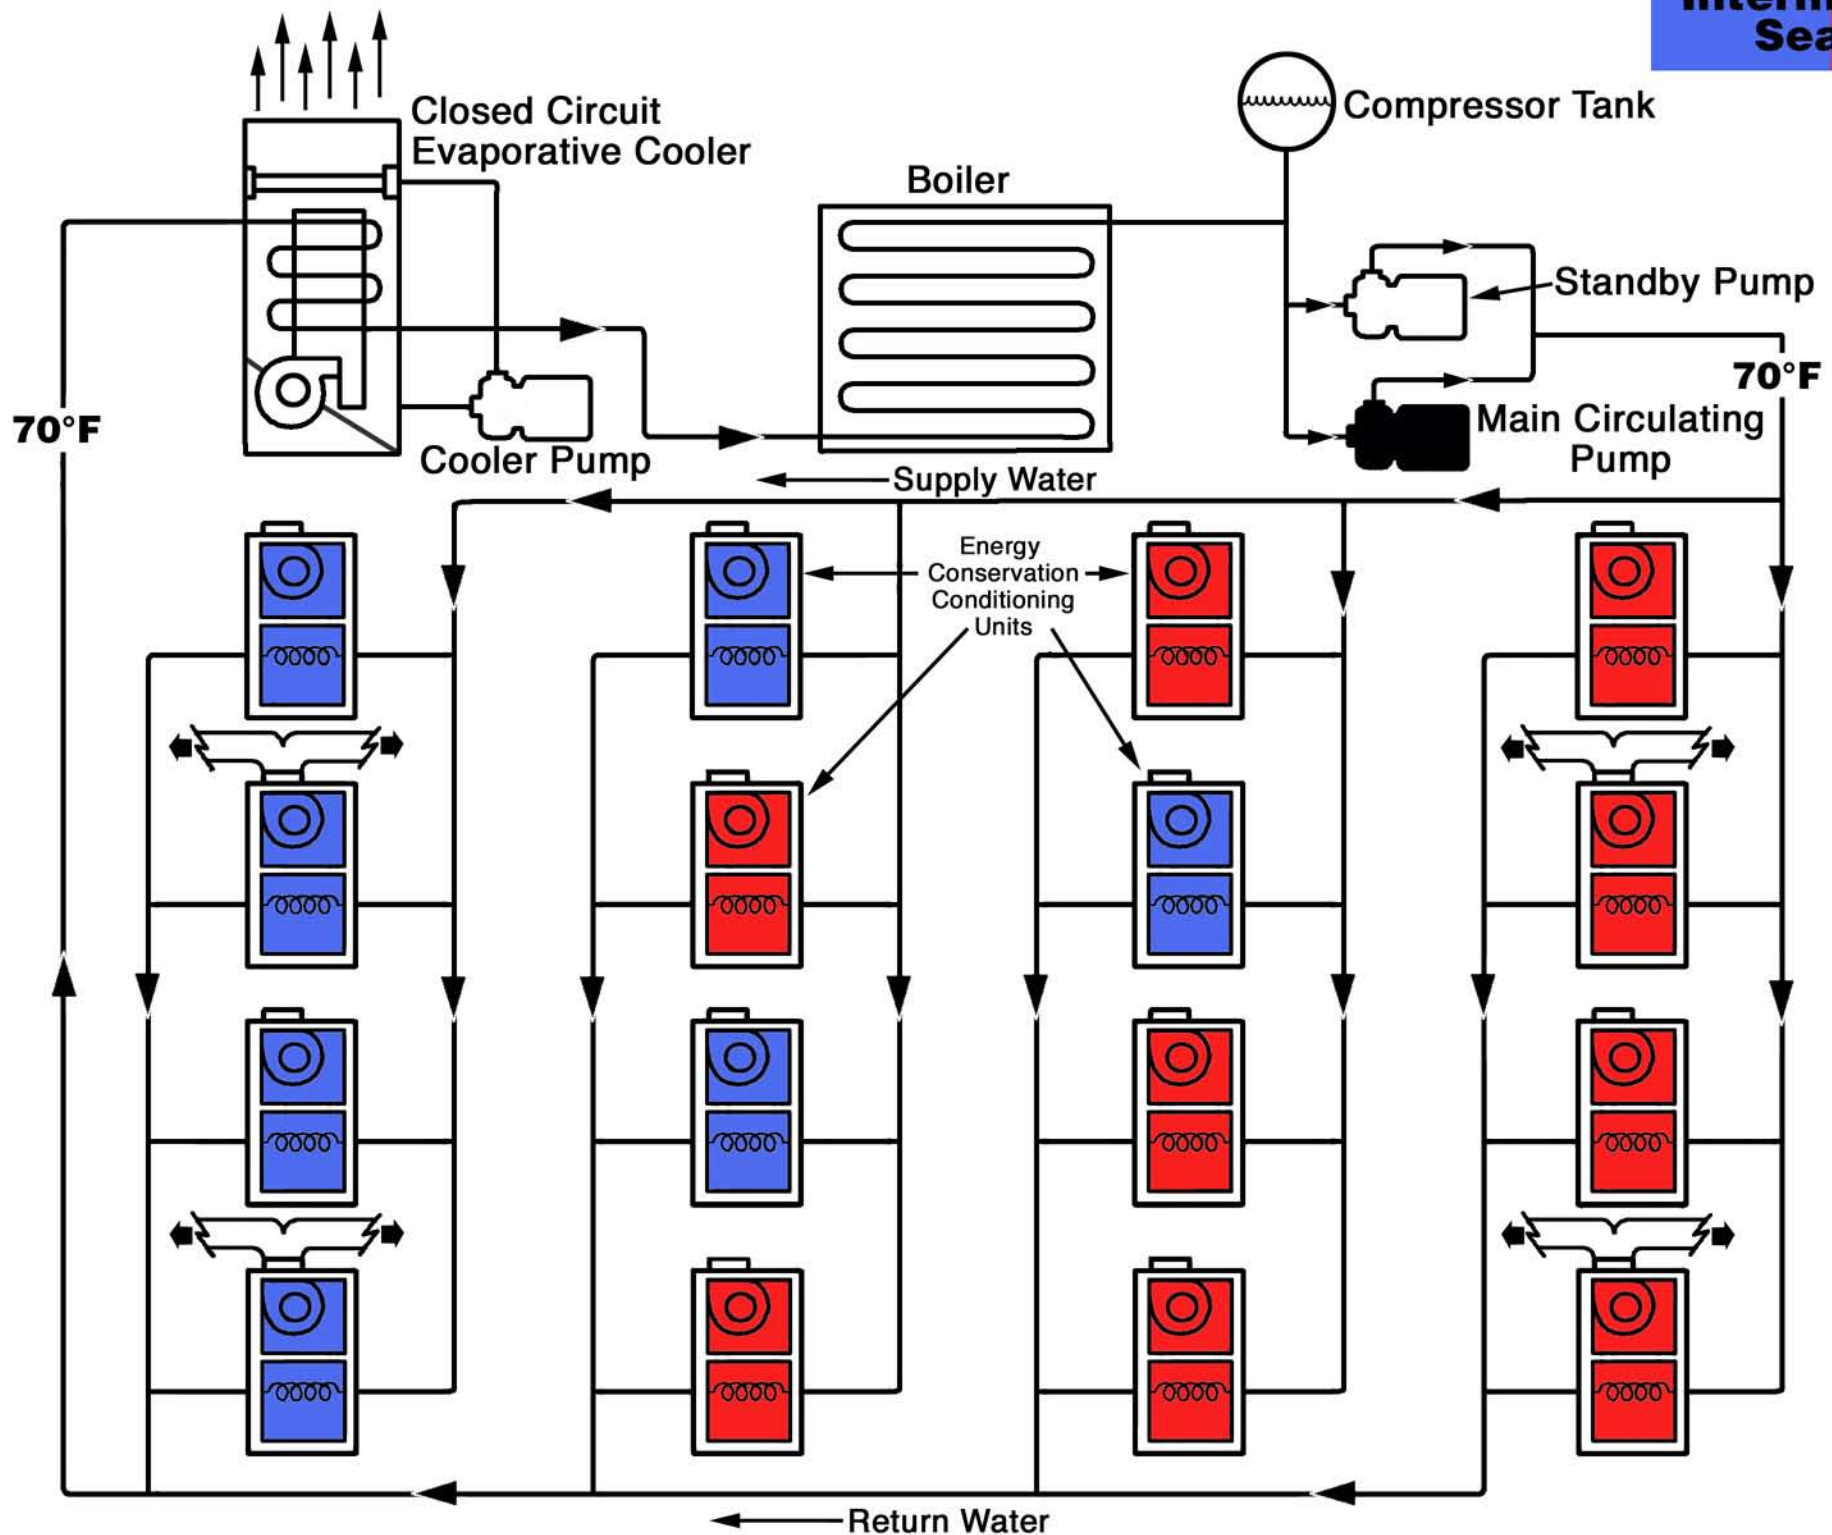 Closed Circuit
Evaporative Cooler
Compressor Tank
Boiler
Standby Pump
70°F
70°F
Main Circulating
Pump
Cooler Pump
Supply Water
Energy
Conservation
Conditioning
Units
Return Water